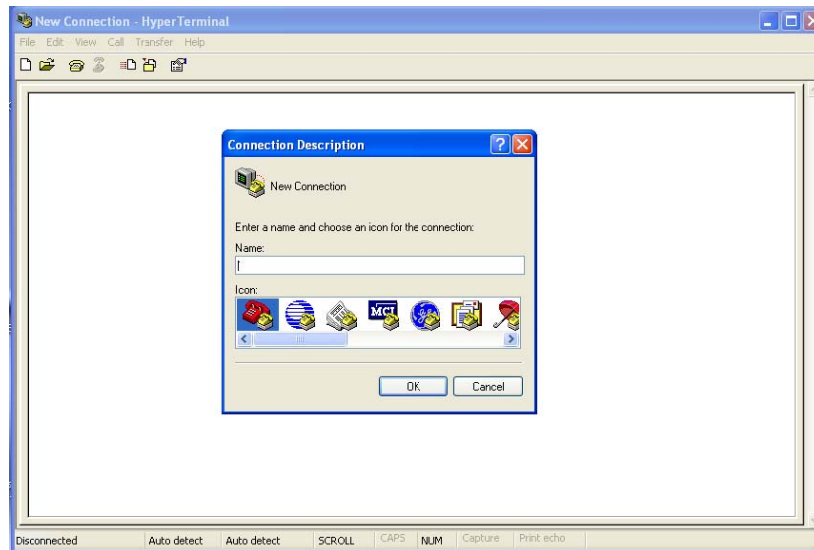 New Connection - HyperTerminal
File Edit View Call Transfer Help
Connection Description
New Connection
Enter a name and choose an icon for the connection:
Name:
Icon:
MCI
OK Cancel
Disconnected Auto detect Auto detect SCROLL CAPS NUM Capture Print echo